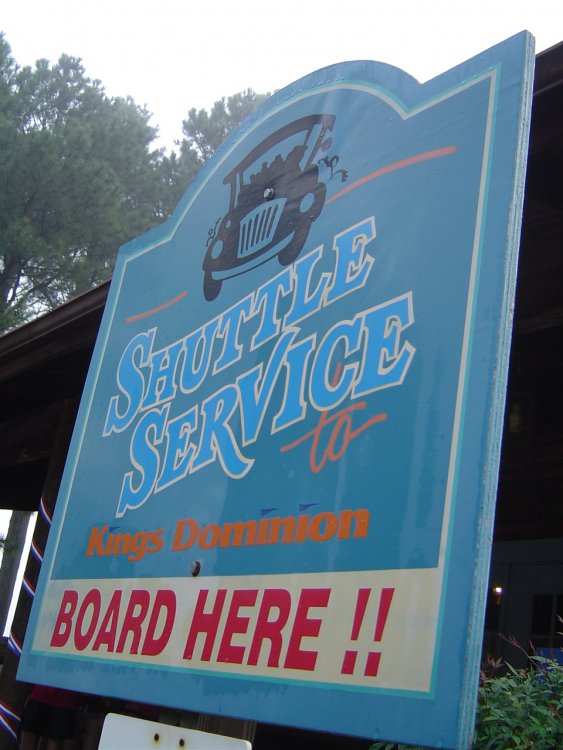 SHUTTLE
SERVICE
to
Kings Dominion
BOARD HERE !!